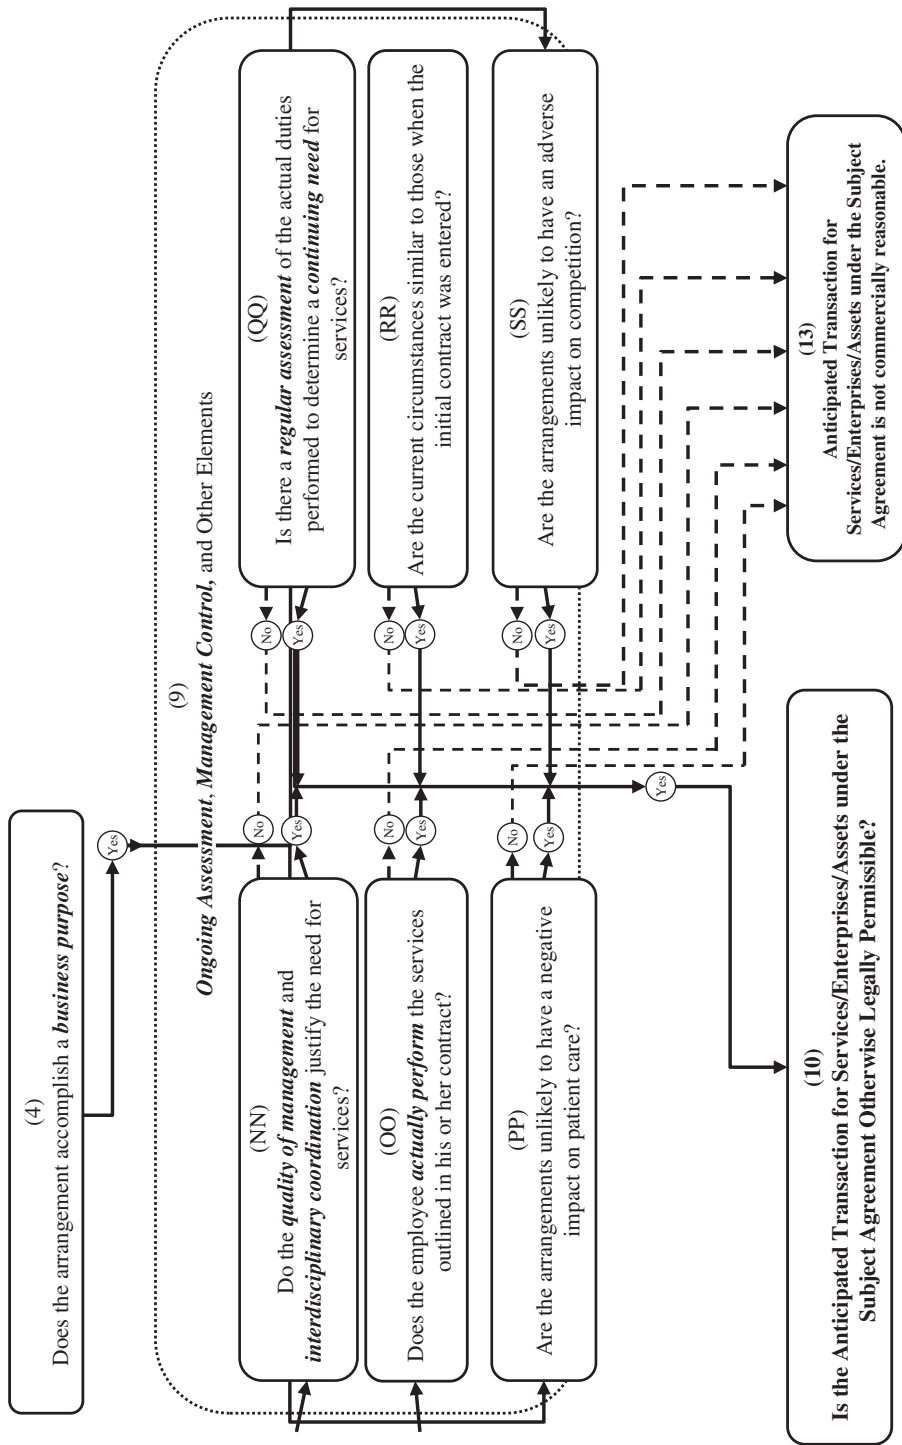 (4)
Does the arrangement accomplish a business purpose?
Yes
(9)
Ongoing Assessment, Management Control, and Other Elements
(NN)
Do the quality of management and
interdisciplinary coordination justify the need for
services?
No
Yes
(OO)
Does the employee actually perform the services
outlined in his or her contract?
No
Yes
(PP)
Are the arrangements unlikely to have a negative
impact on patient care?
No
Yes
(QQ)
Is there a regular assessment of the actual duties
performed to determine a continuing need for
services?
No
Yes
(RR)
Are the current circumstances similar to those when the
initial contract was entered?
No
Yes
(SS)
Are the arrangements unlikely to have an adverse
impact on competition?
No
Yes
Yes
(10)
Is the Anticipated Transaction for Services/Enterprises/Assets under the
Subject Agreement Otherwise Legally Permissible?
(13)
Anticipated Transaction for
Services/Enterprises/Assets under the Subject
Agreement is not commercially reasonable.